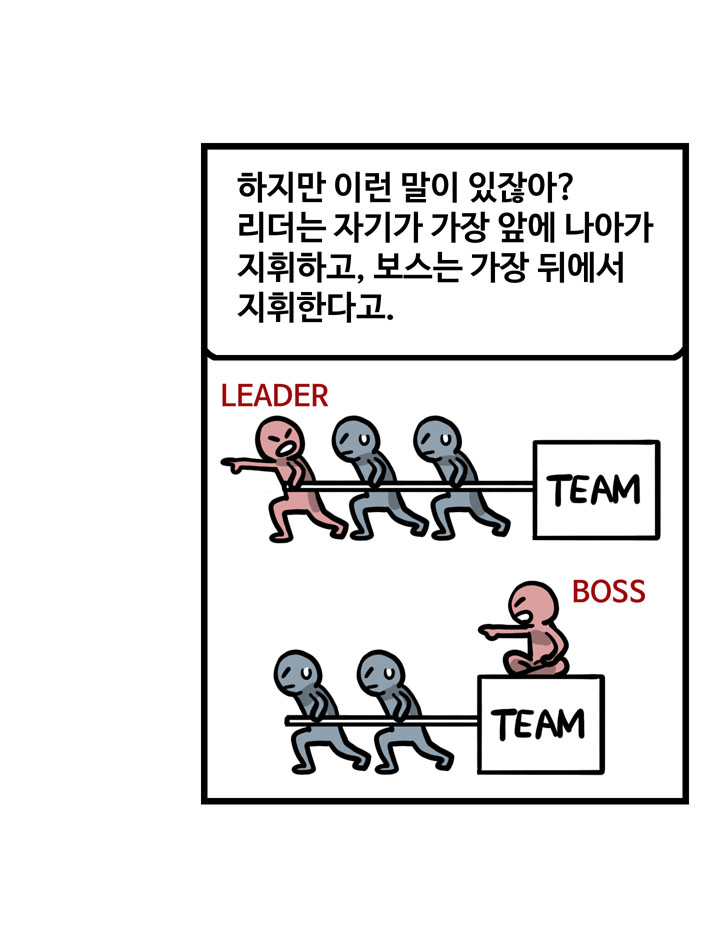 하지만 이런 말이 있잖아?
리더는 자기가 가장 앞에 나아가
지휘하고, 보스는 가장 뒤에서
지휘한다고.
LEADER
TEAM
BOSS
TEAM